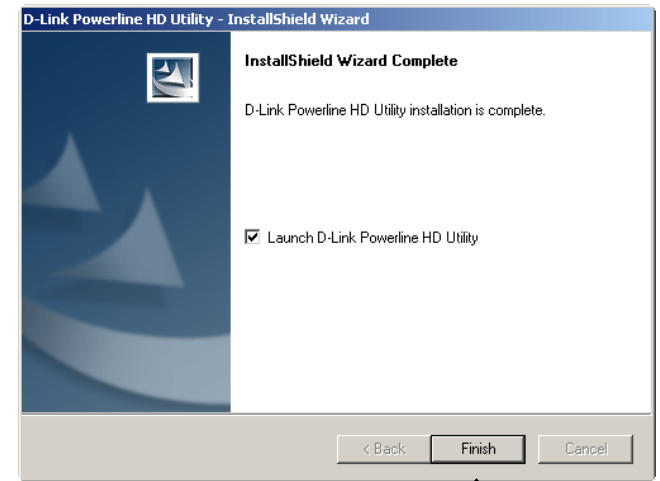 D-Link Powerline HD Utility - InstallShield Wizard
InstallShield Wizard Complete
D-Link Powerline HD Utility installation is complete.
Launch D-Link Powerline HD Utility
< Back
Finish
Cancel